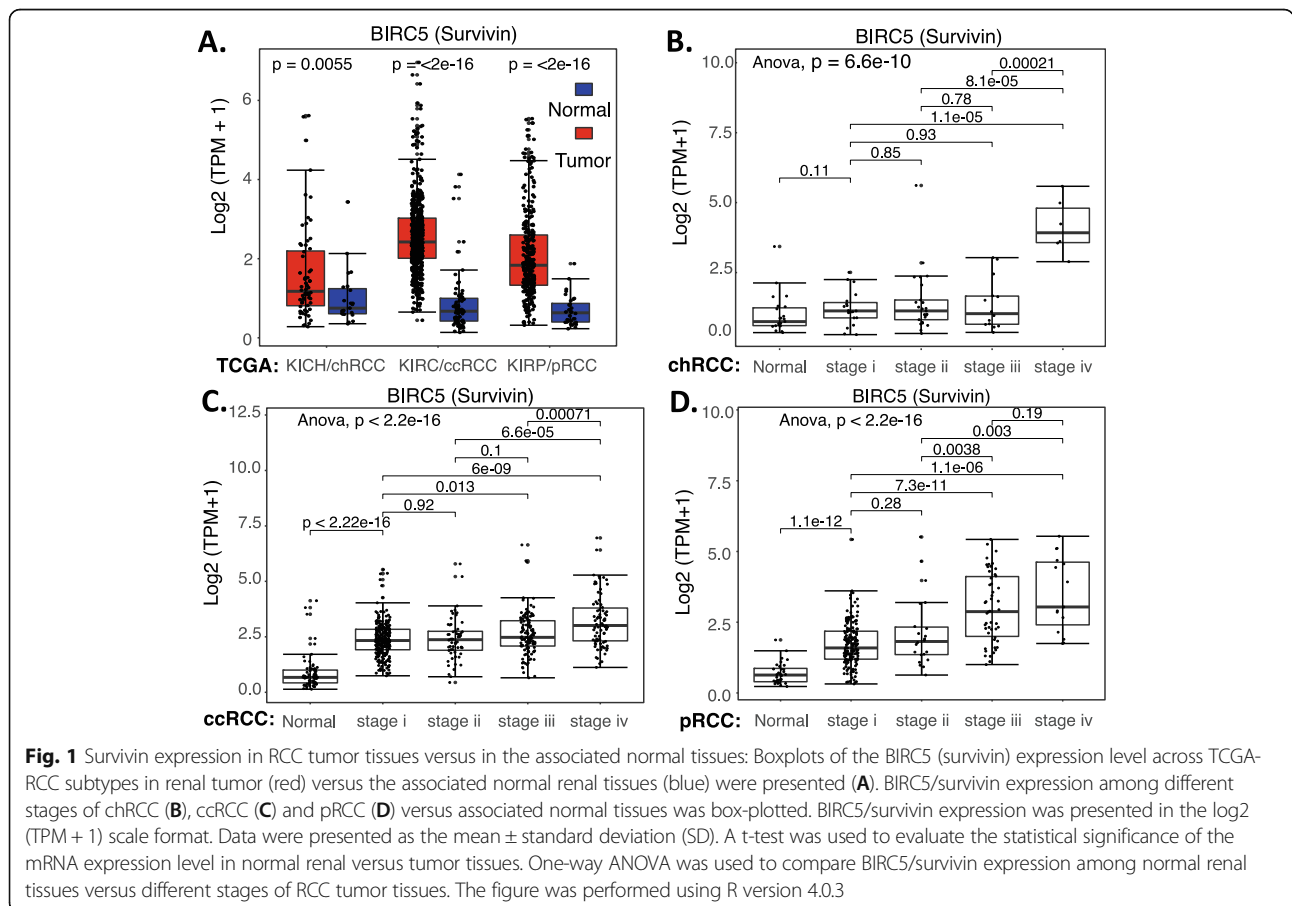 A.
BIRC5 (Survivin)
p = 0.0055
p = <2e-16
p = <2e-16
Normal
Tumor
Log2 (TPM + 1)
6
4
2
0
TCGA: KICH/chRCC KIRC/ccRCC KIRP/pRCC
B.
BIRC5 (Survivin)
Anova, p = 6.6e-10
0.00021
8.1e-05
0.78
1.1e-05
0.93
0.85
0.11
Log2 (TPM+1)
10.0
7.5
5.0
2.5
0.0
chRCC: Normal stage i stage ii stage iii stage iv
C.
BIRC5 (Survivin)
Anova, p < 2.2e-16
0.00071
6.6e-05
0.1
6e-09
0.013
0.92
p < 2.22e-16
Log2 (TPM+1)
12.5
10.0
7.5
5.0
2.5
0.0
ccRCC: Normal stage i stage ii stage iii stage iv
D.
BIRC5 (Survivin)
Anova, p < 2.2e-16
0.19
0.003
0.0038
1.1e-06
7.3e-11
0.28
1.1e-12
Log2 (TPM+1)
10.0
7.5
5.0
2.5
0.0
pRCC: Normal stage i stage ii stage iii stage iv
Fig. 1 Survivin expression in RCC tumor tissues versus in the associated normal tissues: Boxplots of the BIRC5 (survivin) expression level across TCGA-
RCC subtypes in renal tumor (red) versus the associated normal renal tissues (blue) were presented (A). BIRC5/survivin expression among different
stages of chRCC (B), ccRCC (C) and pRCC (D) versus associated normal tissues was box-plotted. BIRC5/survivin expression was presented in the log2
(TPM + 1) scale format. Data were presented as the mean ± standard deviation (SD). A t-test was used to evaluate the statistical significance of the
mRNA expression level in normal renal versus tumor tissues. One-way ANOVA was used to compare BIRC5/survivin expression among normal renal
tissues versus different stages of RCC tumor tissues. The figure was performed using R version 4.0.3